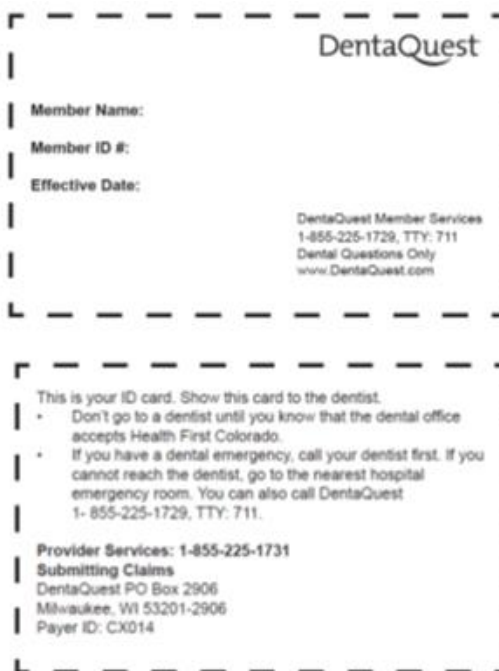 DentaQuest
Member Name:
Member ID #:
Effective Date:
DentaQuest Member Services
1-855-225-1729, TTY: 711
Dental Questions Only
www.DentaQuest.com
This is your ID card. Show this card to the dentist.
• Don't go to a dentist until you know that the dental office
accepts Health First Colorado.
• If you have a dental emergency, call your dentist first. If you
cannot reach the dentist, go to the nearest hospital
emergency room. You can also call DentaQuest
1- 855-225-1729, TTY: 711.
Provider Services: 1-855-225-1731
Submitting Claims
DentaQuest PO Box 2906
Milwaukee, WI 53201-2906
Payer ID: CX014